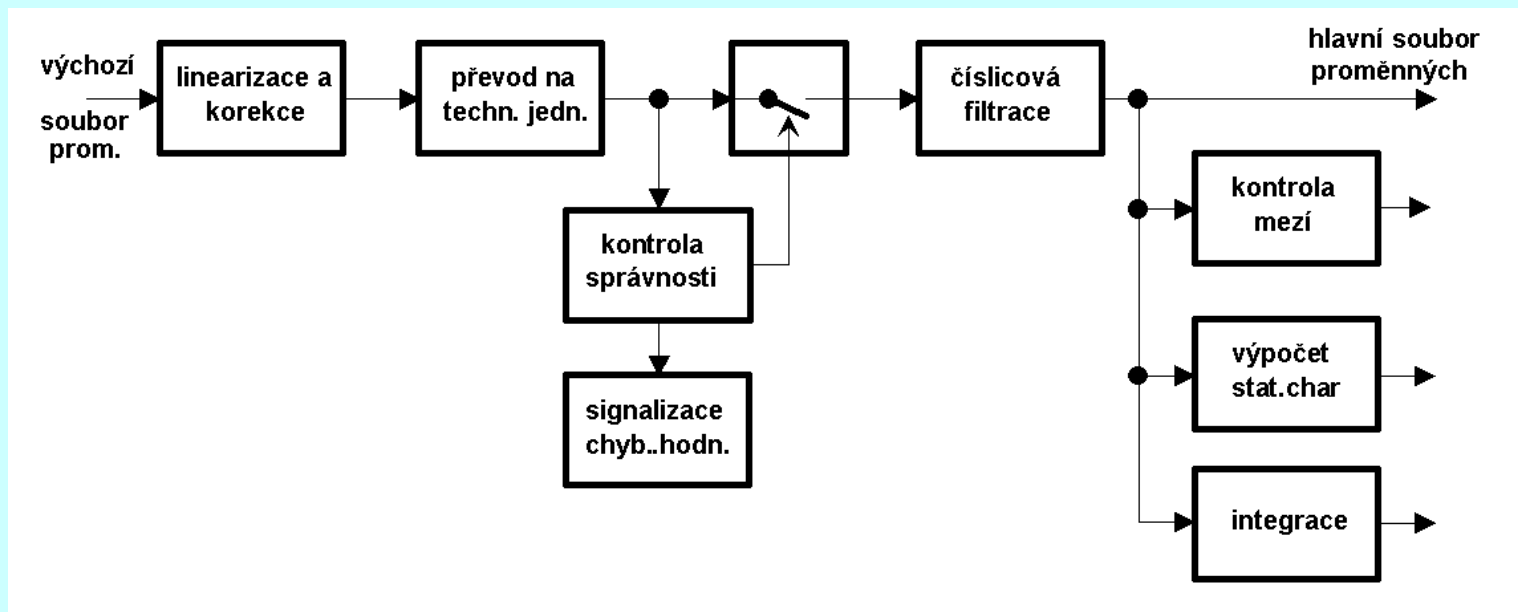 výchozí
soubor
prom.
linearizace a
korekce
převod na
techn. jedn.
číslicová
filtrace
hlavní soubor
proměnných
kontrola
správnosti
signalizace
chyb..hodn.
kontrola
mezí
výpočet
stat.char
integrace